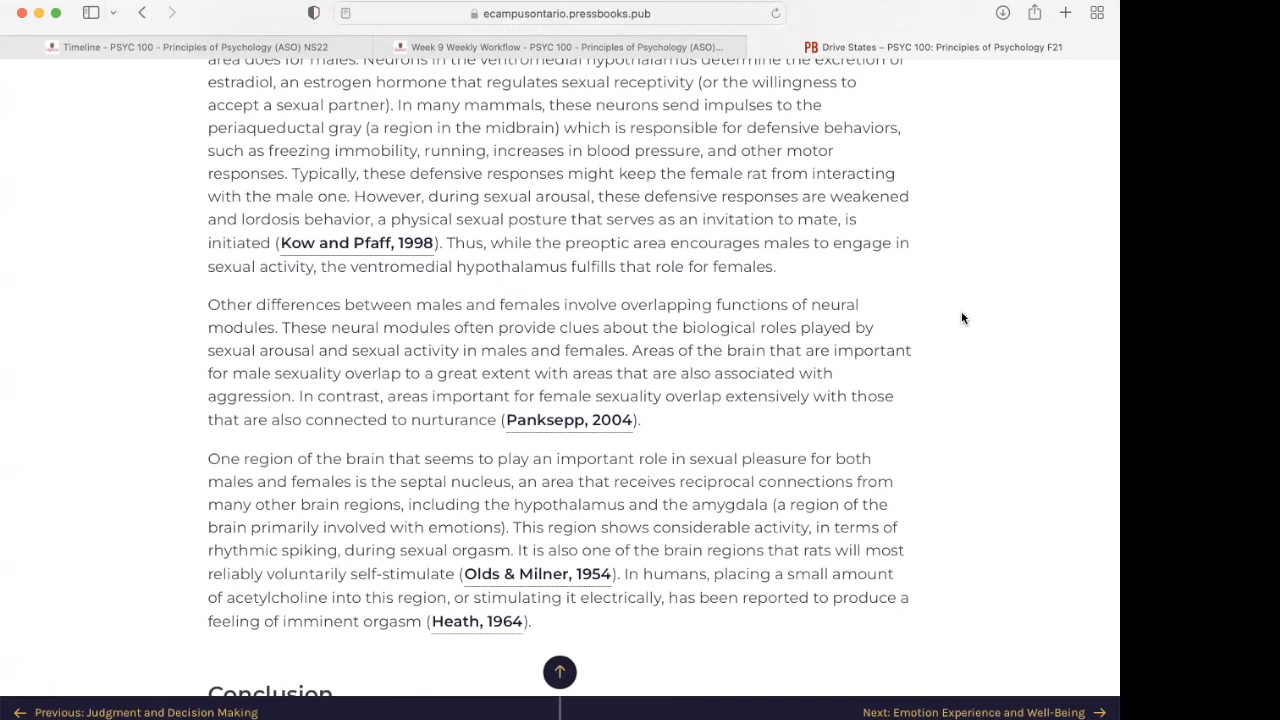 ecampusontario.pressbooks.pub
Timeline - PSYC 100 - Principles of Psychology (ASO) NS22
Week 9 Weekly Workflow - PSYC 100 - Principles of Psychology (ASO)...
PB Drive States – PSYC 100: Principles of Psychology F21
area does for males. Neurons in the ventromedial hypothalamus determine the excretion of
estradiol, an estrogen hormone that regulates sexual receptivity (or the willingness to
accept a sexual partner). In many mammals, these neurons send impulses to the
periaqueductal gray (a region in the midbrain) which is responsible for defensive behaviors,
such as freezing immobility, running, increases in blood pressure, and other motor
responses. Typically, these defensive responses might keep the female rat from interacting
with the male one. However, during sexual arousal, these defensive responses are weakened
and lordosis behavior, a physical sexual posture that serves as an invitation to mate, is
initiated (Kow and Pfaff, 1998). Thus, while the preoptic area encourages males to engage in
sexual activity, the ventromedial hypothalamus fulfills that role for females.
Other differences between males and females involve overlapping functions of neural
modules. These neural modules often provide clues about the biological roles played by
sexual arousal and sexual activity in males and females. Areas of the brain that are important
for male sexuality overlap to a great extent with areas that are also associated with
aggression. In contrast, areas important for female sexuality overlap extensively with those
that are also connected to nurturance (Panksepp, 2004).
One region of the brain that seems to play an important role in sexual pleasure for both
males and females is the septal nucleus, an area that receives reciprocal connections from
many other brain regions, including the hypothalamus and the amygdala (a region of the
brain primarily involved with emotions). This region shows considerable activity, in terms of
rhythmic spiking, during sexual orgasm. It is also one of the brain regions that rats will most
reliably voluntarily self-stimulate (Olds & Milner, 1954). In humans, placing a small amount
of acetylcholine into this region, or stimulating it electrically, has been reported to produce a
feeling of imminent orgasm (Heath, 1964).
Conclusion
Previous: Judgment and Decision Making
Next: Emotion Experience and Well-Being